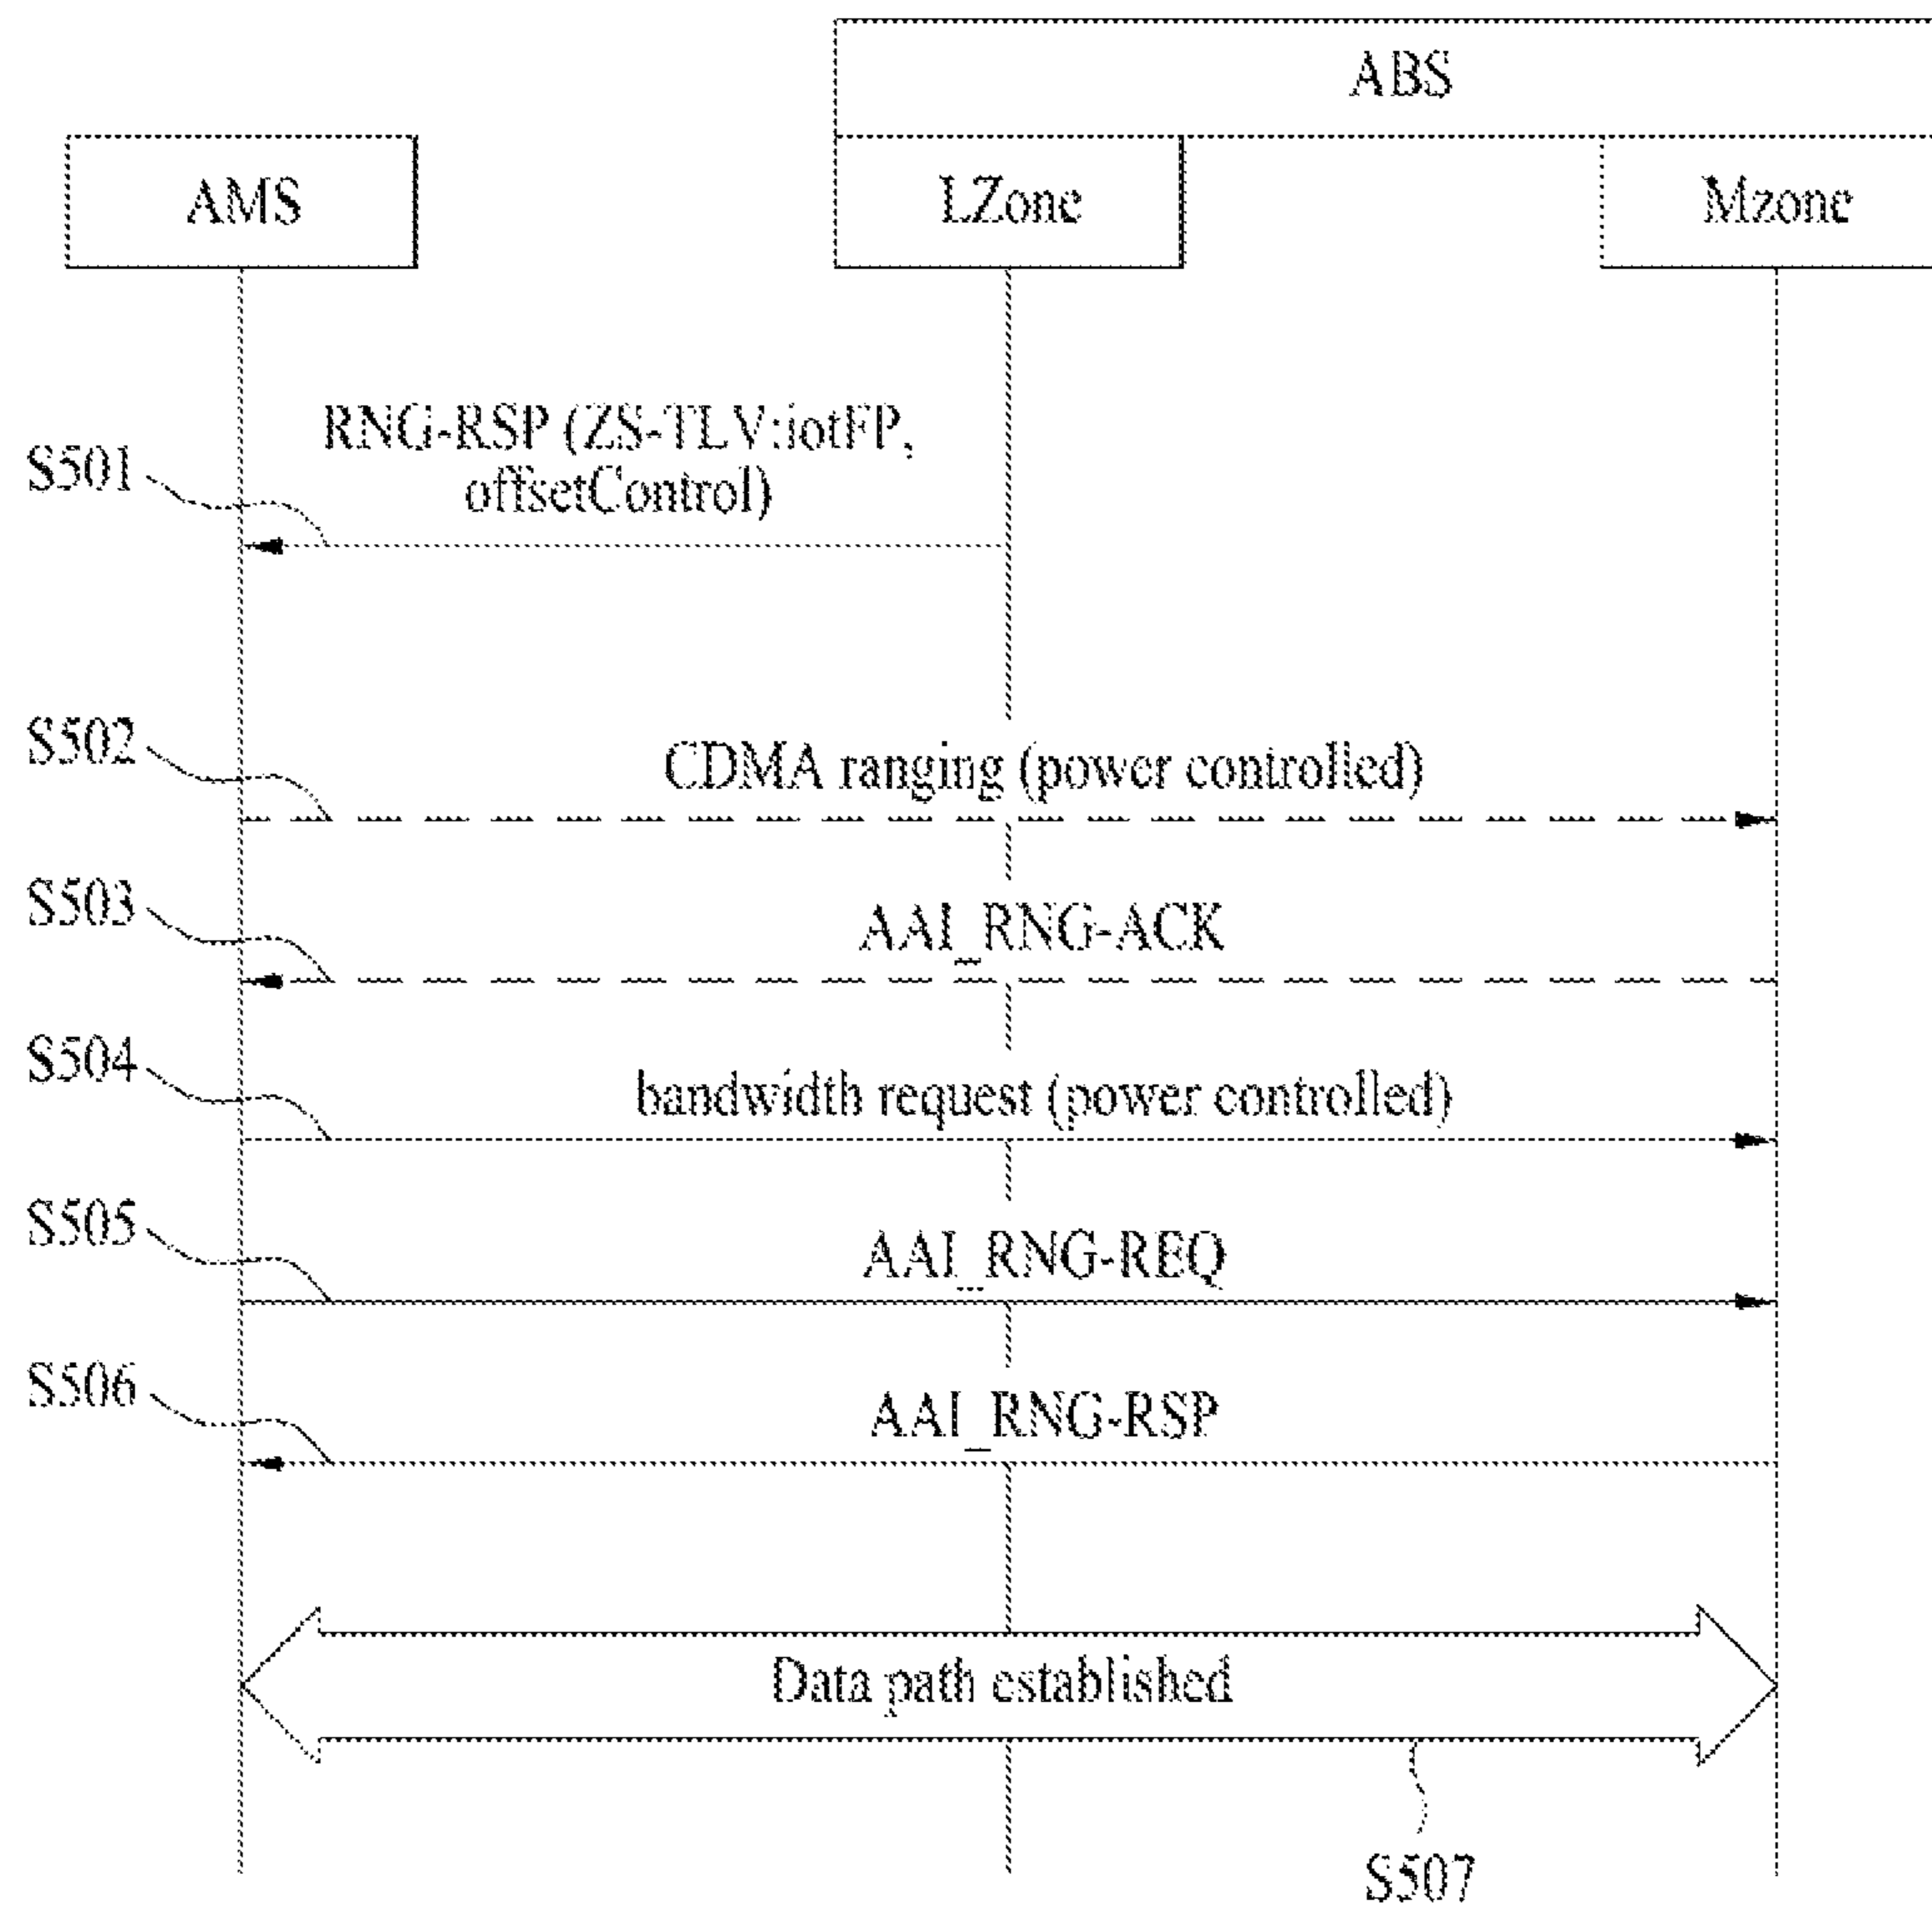 ABS
AMS
LZone
Mzone
RNG-RSP (ZS-TLV:iotFP,
offsetControl)
S501
S502
CDMA ranging (power controlled)
S503
AAI_RNG-ACK
S504
bandwidth request (power controlled)
S505
AAI_RNG-REQ
S506
AAI_RNG-RSP
Data path established
S507